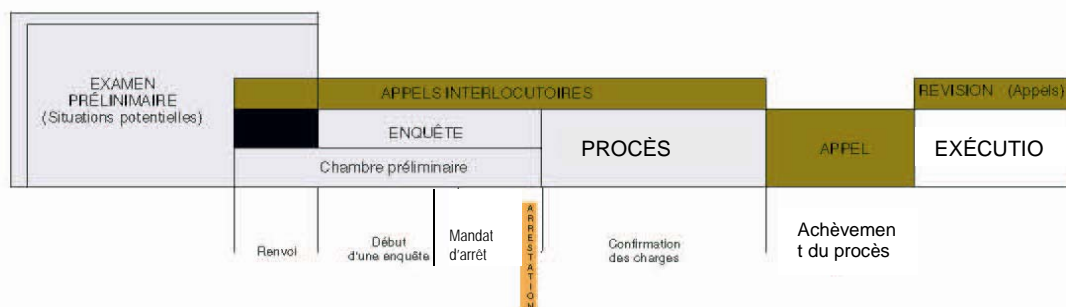 EXAMEN
PRÉLINIMAIRE
(Situations potentielles)
APPELS INTERLOCUTOIRES
REVISION (Appels)
ENQUÊTE
PROCÈS
APPEL
EXÉCUTIO
Chambre préliminaire
Renvoi
Début
d'une enquête
Mandat
d'arrêt
ARRESTATION
Confirmation
des charges
Achèvemen
t du procès